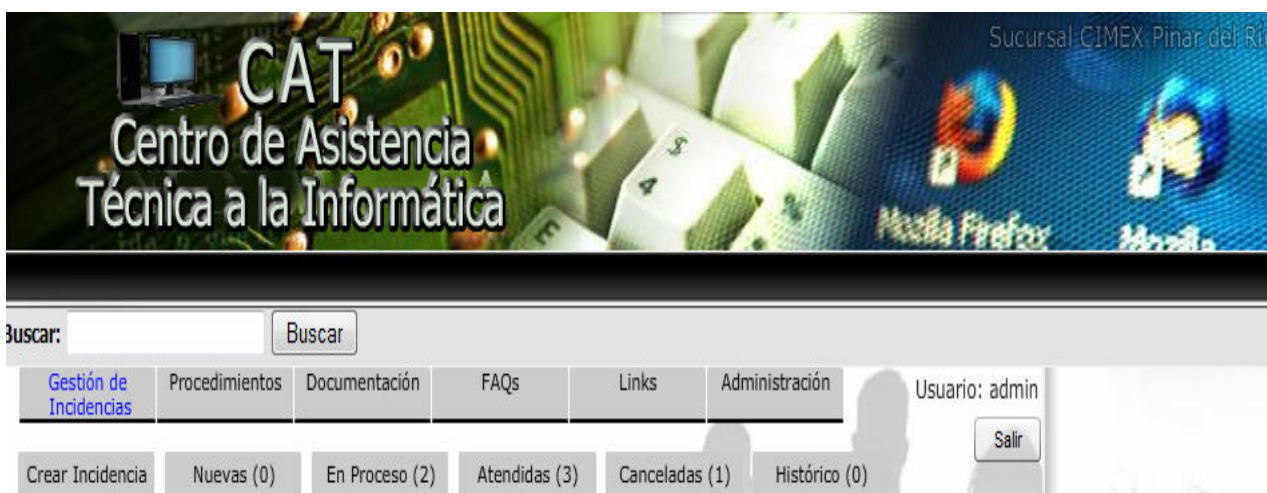 Sucursal CIMEX Pinar del Rí
CAT
Centro de Asistencia
Técnica a la Informática
$
4
E
Mozilla Firefox
Mozilla
Buscar:
Buscar
Gestión de
Incidencias
Procedimientos
Documentación
FAQs
Links
Administración
Usuario: admin
Salir
Crear Incidencia
Nuevas (0)
En Proceso (2)
Atendidas (3)
Canceladas (1)
Histórico (0)